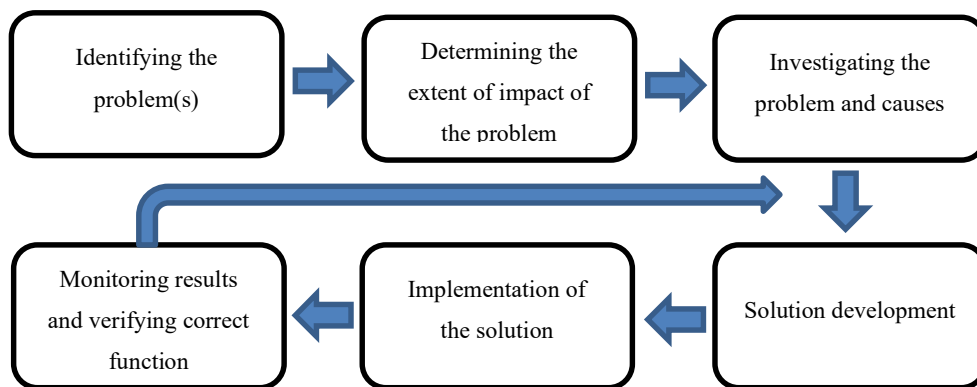 Identifying the
problem(s)
Determining the
extent of impact of
the problem
Investigating the
problem and causes
Solution development
Implementation of
the solution
Monitoring results
and verifying correct
function